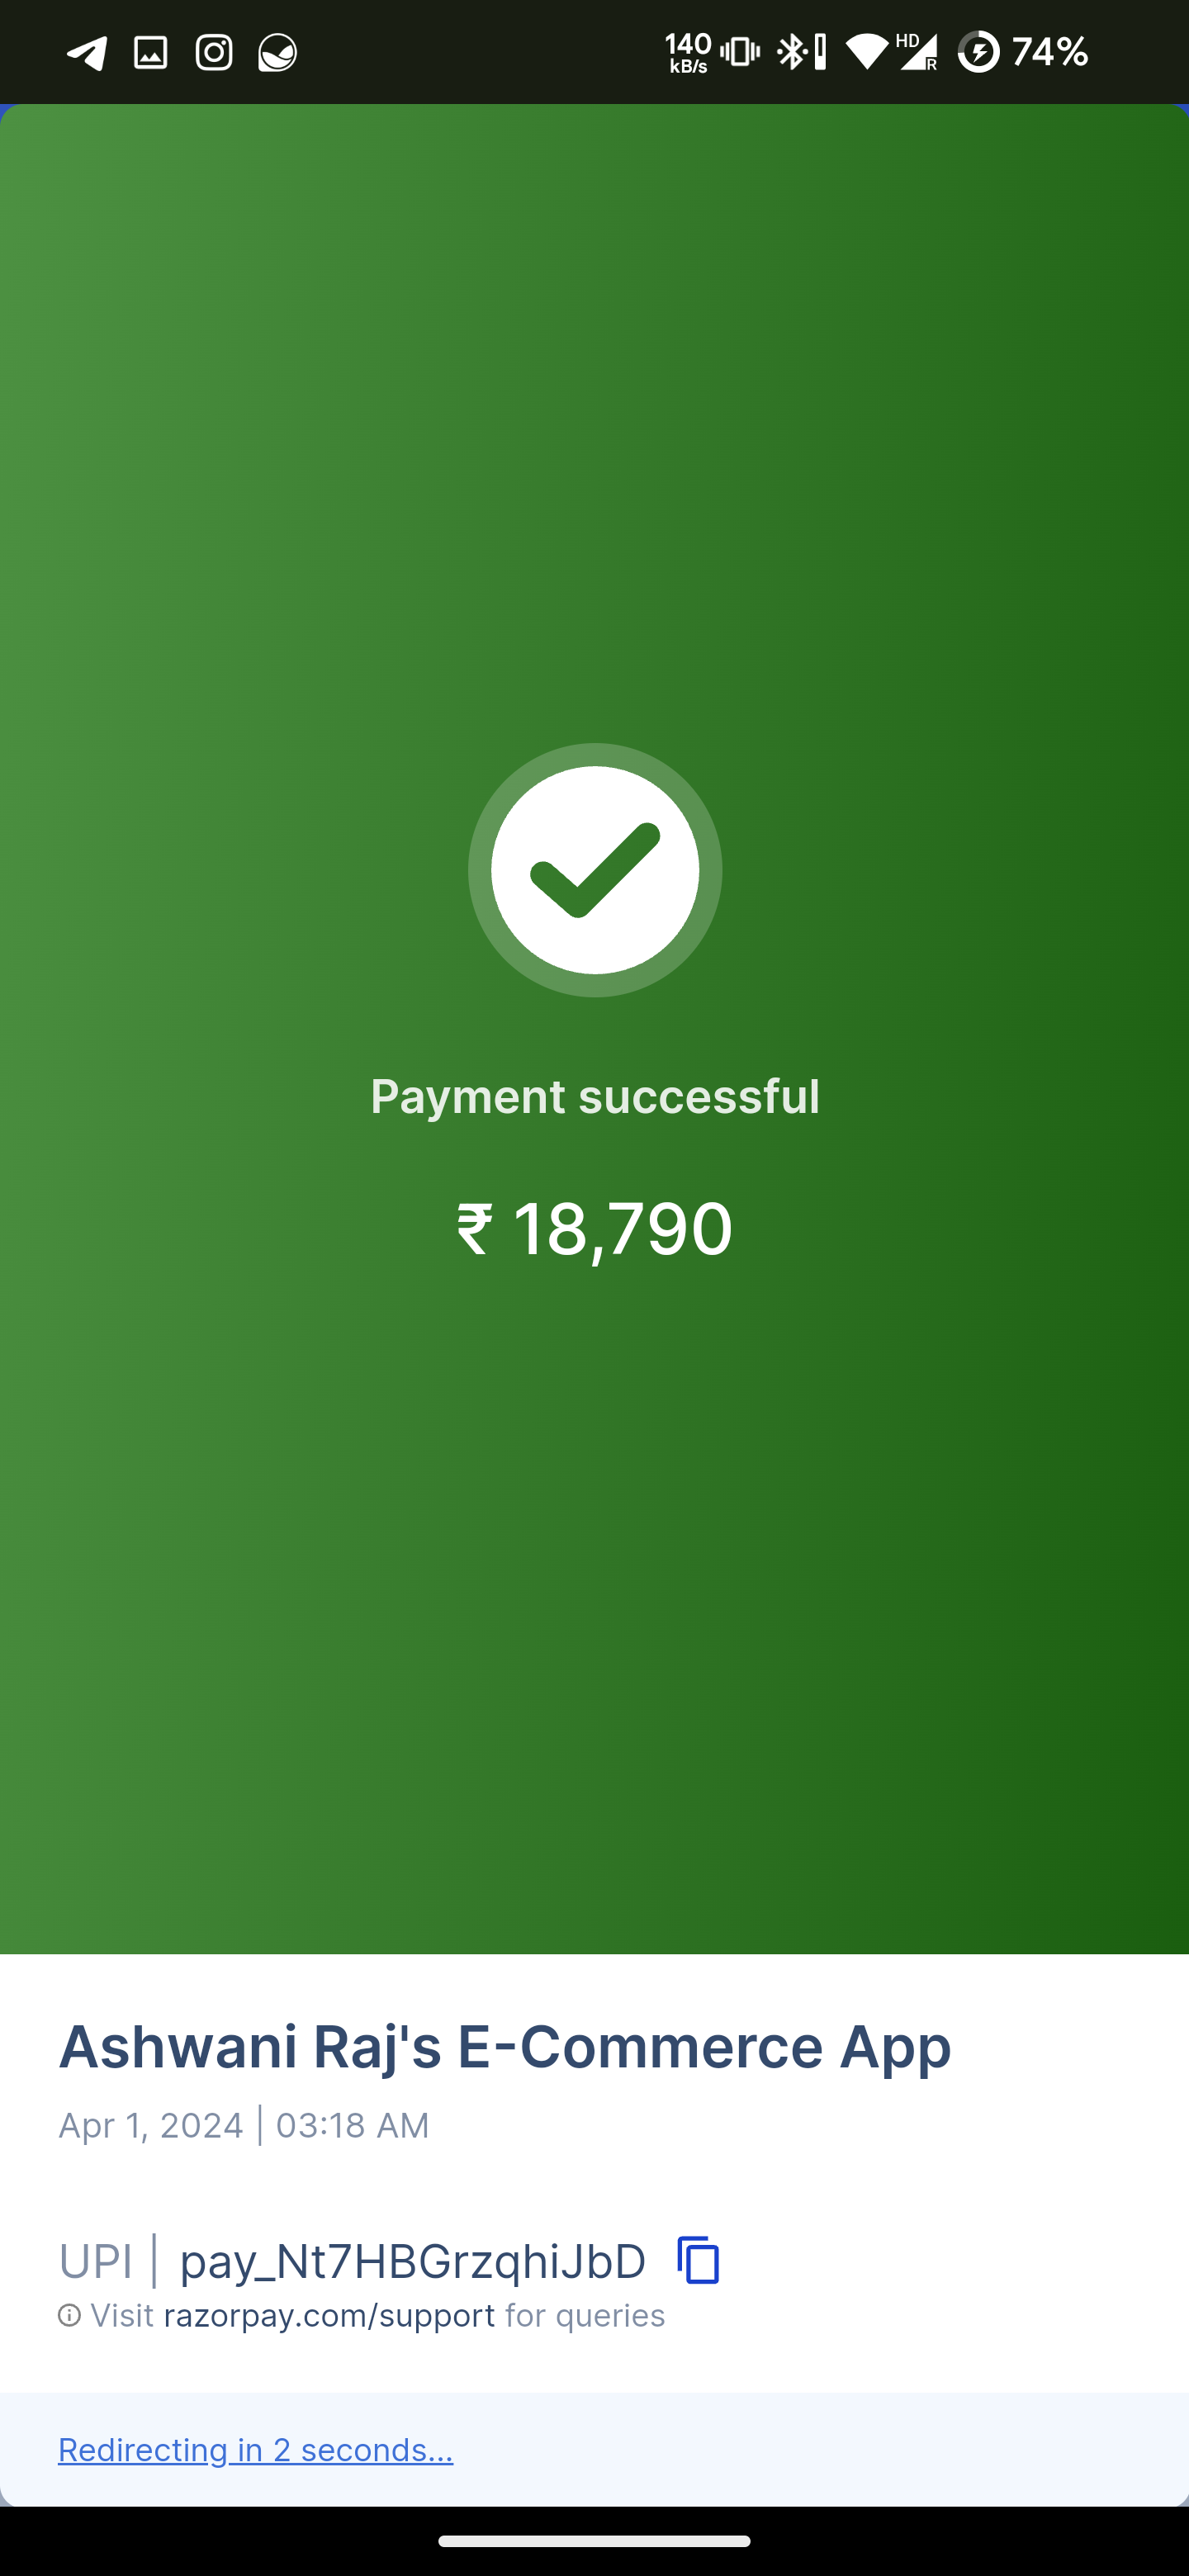 140
kB/s
HD
R
74%
Payment successful
₹ 18,790
Ashwani Raj's E-Commerce App
Apr 1, 2024 | 03:18 AM
UPI | pay_Nt7HBGrzqhiJbD
Visit razorpay.com/support for queries
Redirecting in 2 seconds...